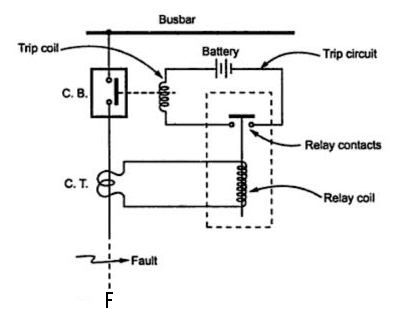 Busbar
Trip coil
Battery
Trip circuit
C. B.
Relay contacts
C. T.
Relay coil
Fault
F